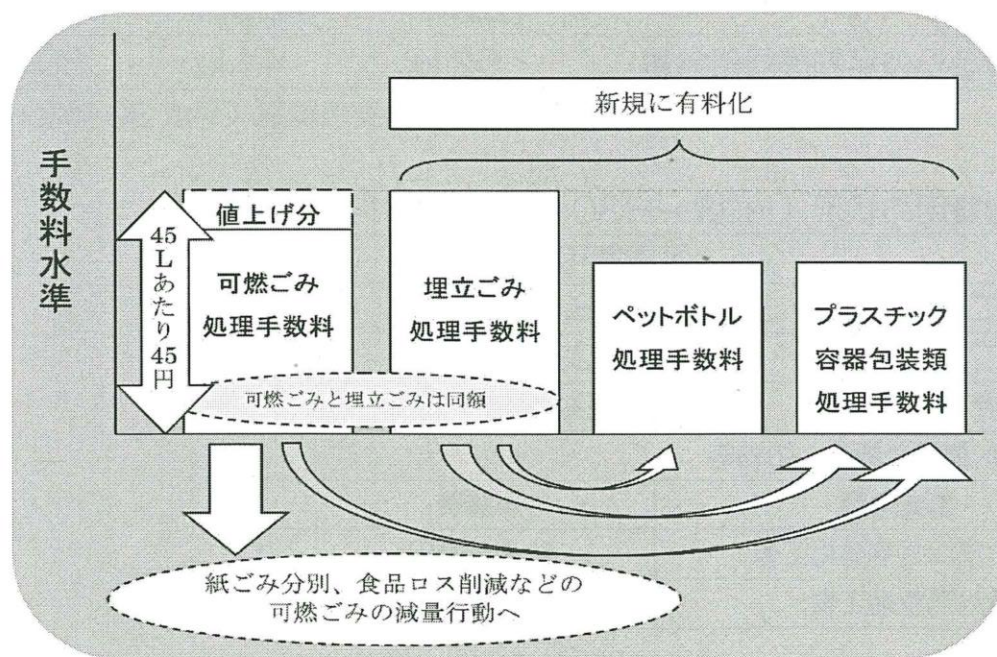 新規に有料化
手数料水準
45Lあたり45円
値上げ分
可燃ごみ
処理手数料
埋立ごみ
処理手数料
ペットボトル
処理手数料
プラスチック
容器包装類
処理手数料
可燃ごみと埋立ごみは同額
紙ごみ分別、食品ロス削減などの
可燃ごみの減量行動へ